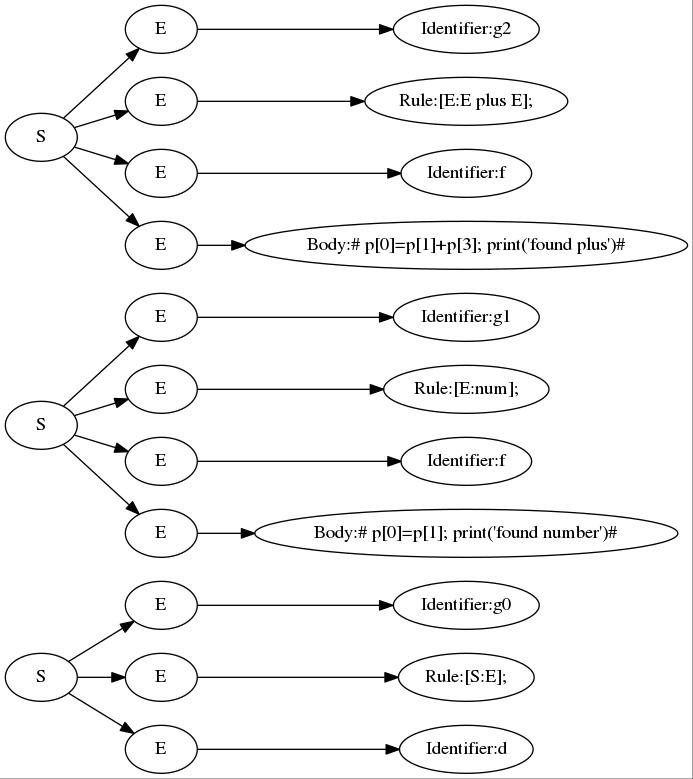 E
Identifier:g2
E
Rule:[E:E plus E];
S
E
Identifier:f
E
Body:# p[0]=p[1]+p[3]; print('found plus')#
E
Identifier:g1
E
Rule:[E:num];
S
E
Identifier:f
E
Body:# p[0]=p[1]; print('found number')#
E
Identifier:g0
S
E
Rule:[S:E];
E
Identifier:d